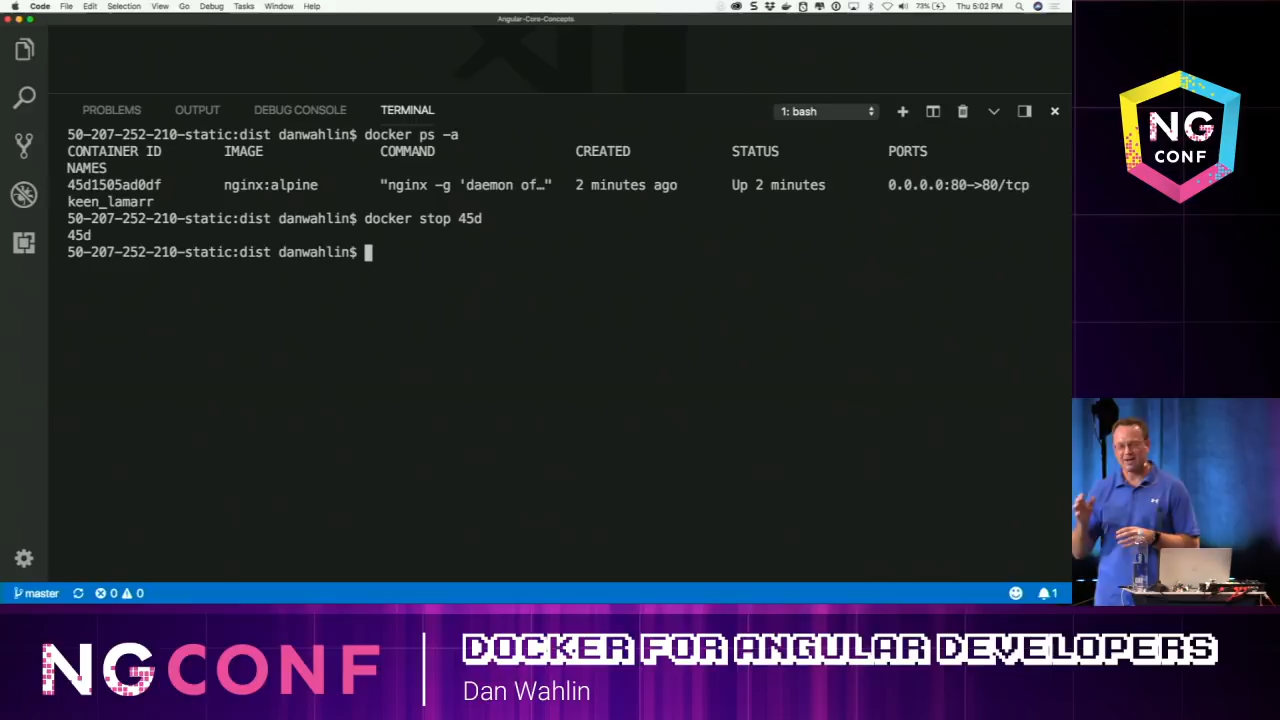 Code File Edit Selection View Go Debug Tasks Window Help 73% Thu 5:02 PM
Angular-Core-Concepts
PROBLEMS OUTPUT DEBUG CONSOLE TERMINAL 1: bash
50-207-252-210-static:dist danwahlin$ docker ps -a
CONTAINER ID IMAGE COMMAND CREATED STATUS PORTS
NAMES
45d1505ad0df nginx:alpine "nginx -g 'daemon of…" 2 minutes ago Up 2 minutes 0.0.0.0:80->80/tcp
keen_lamarr
50-207-252-210-static:dist danwahlin$ docker stop 45d
45d
50-207-252-210-static:dist danwahlin$
master 0 0 1
NG
CONF
NGCONF
DOCKER FOR ANGULAR DEVELOPERS
Dan Wahlin